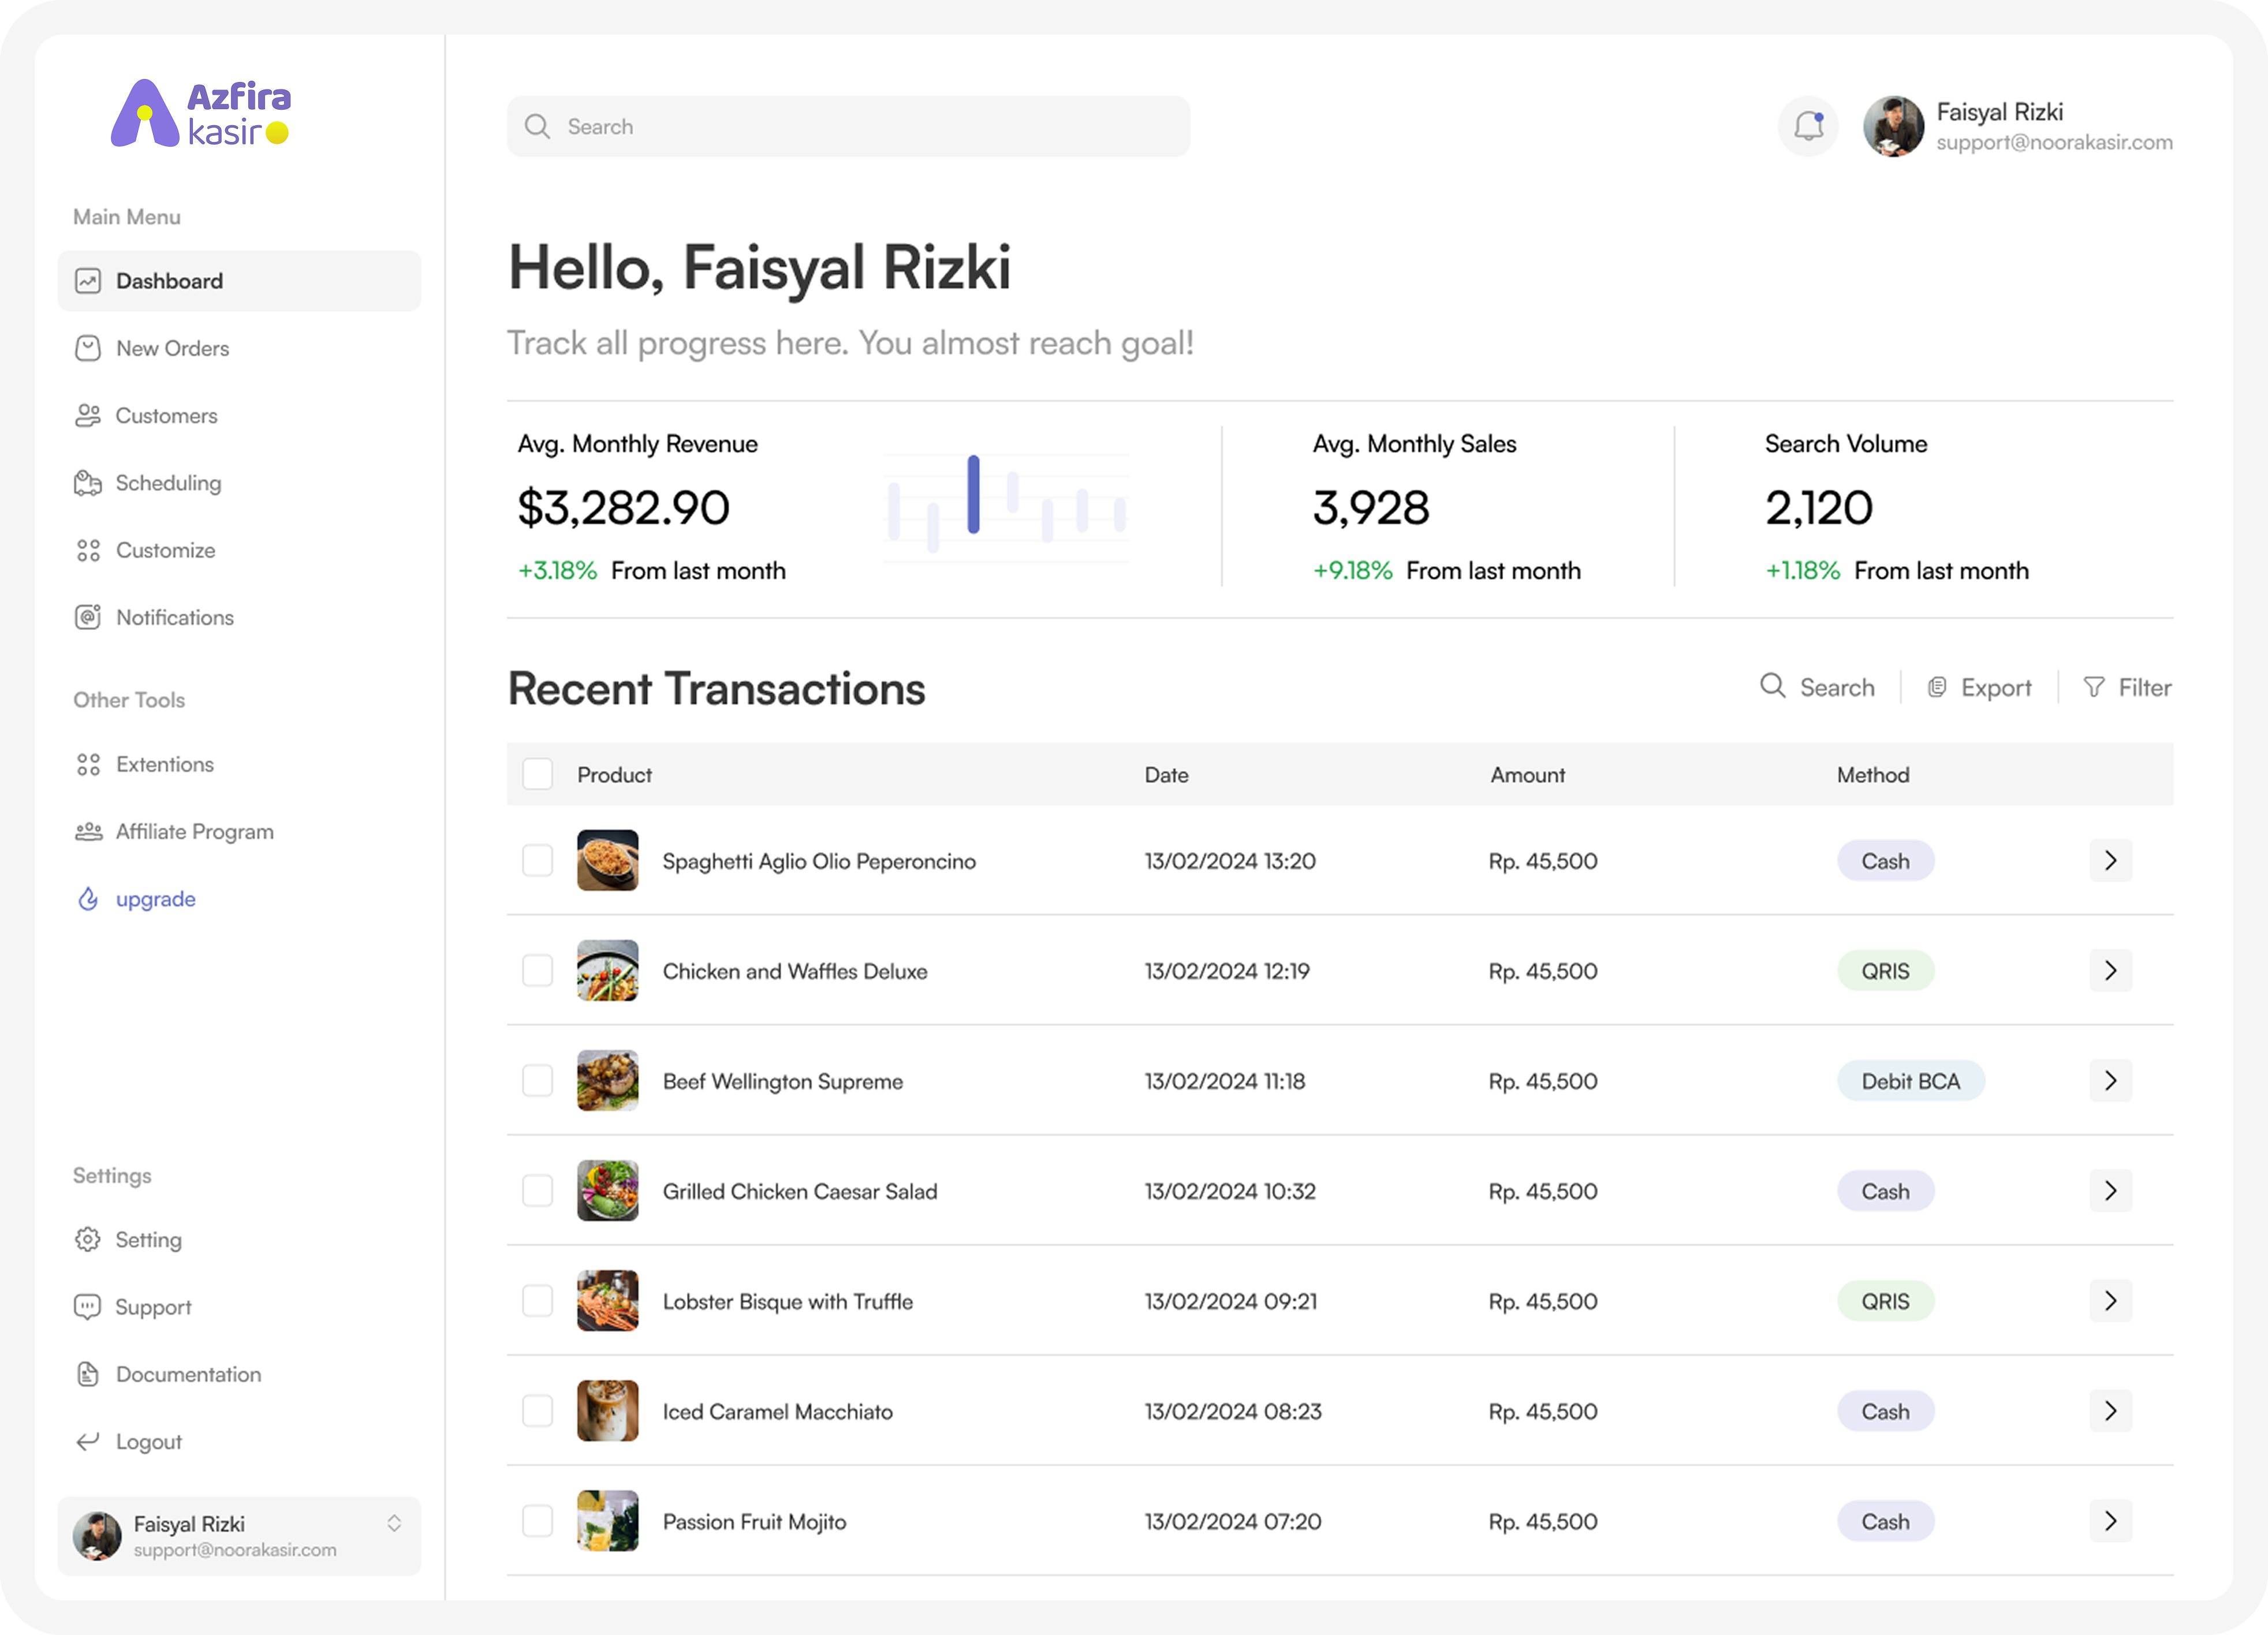 Azfira
kasir
Main Menu
Dashboard
New Orders
Customers
Scheduling
Customize
Notifications
Other Tools
Extentions
Affiliate Program
upgrade
Settings
Setting
Support
Documentation
Logout
Faisyal Rizki
support@noorakasir.com
Search
Faisyal Rizki
support@noorakasir.com
Hello, Faisyal Rizki
Track all progress here. You almost reach goal!
Avg. Monthly Revenue
$3,282.90
+3.18% From last month
Avg. Monthly Sales
3,928
+9.18% From last month
Search Volume
2,120
+1.18% From last month
Recent Transactions
Search Export Filter
Product Date Amount Method
Spaghetti Aglio Olio Peperoncino 13/02/2024 13:20 Rp. 45,500 Cash
Chicken and Waffles Deluxe 13/02/2024 12:19 Rp. 45,500 QRIS
Beef Wellington Supreme 13/02/2024 11:18 Rp. 45,500 Debit BCA
Grilled Chicken Caesar Salad 13/02/2024 10:32 Rp. 45,500 Cash
Lobster Bisque with Truffle 13/02/2024 09:21 Rp. 45,500 QRIS
Iced Caramel Macchiato 13/02/2024 08:23 Rp. 45,500 Cash
Passion Fruit Mojito 13/02/2024 07:20 Rp. 45,500 Cash